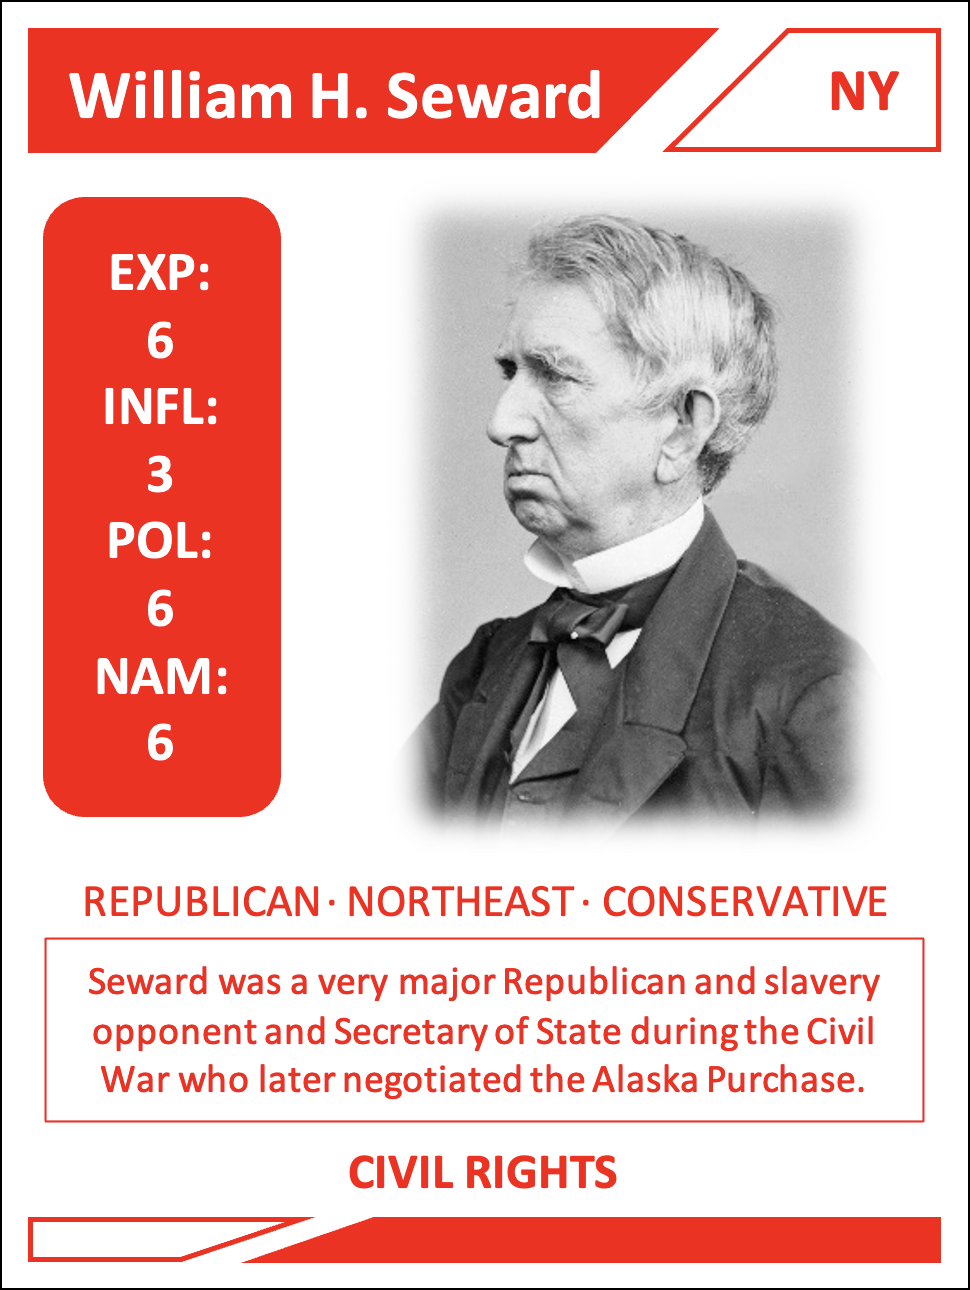 William H. Seward
NY
EXP:
6
INFL:
3
POL:
6
NAM:
6
REPUBLICAN · NORTHEAST · CONSERVATIVE
Seward was a very major Republican and slavery
opponent and Secretary of State during the Civil
War who later negotiated the Alaska Purchase.
CIVIL RIGHTS